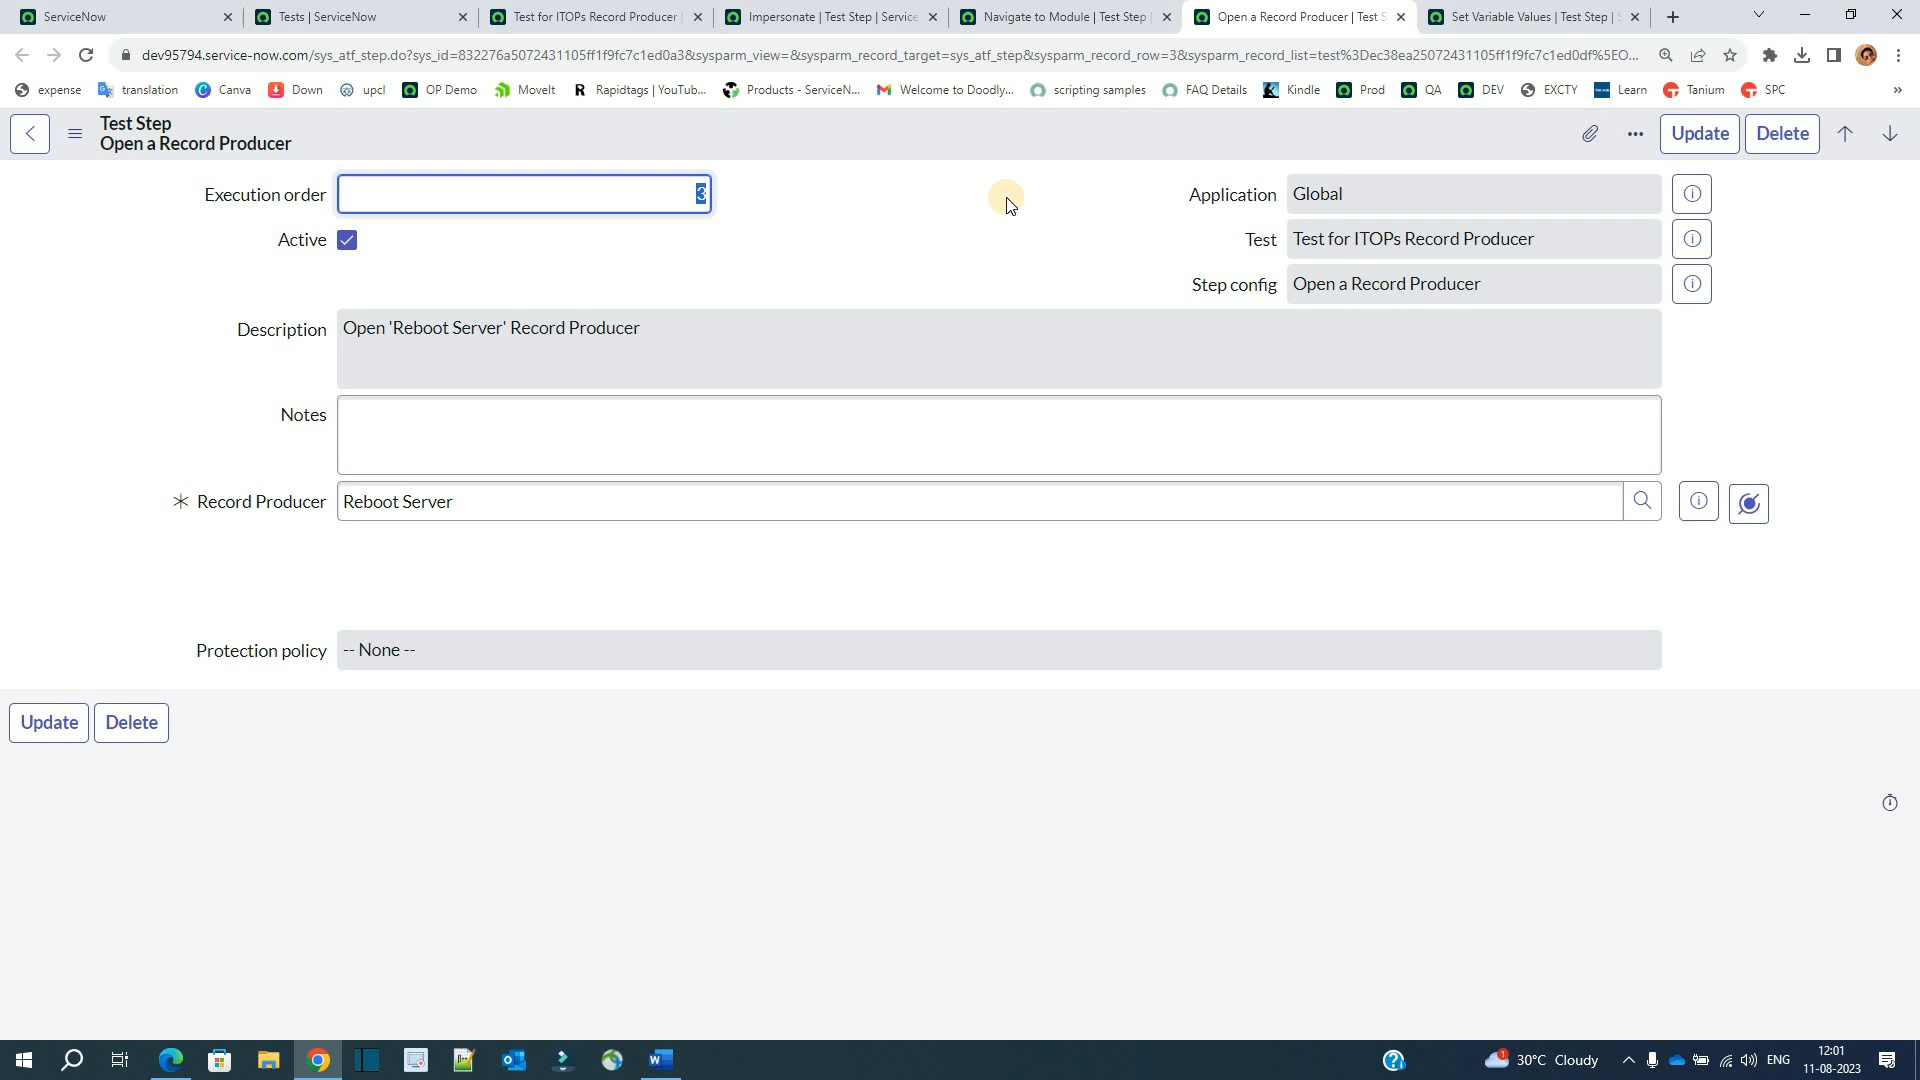 ServiceNow
Tests | ServiceNow
Test for ITOPs Record Producer
Impersonate | Test Step | Service
Navigate to Module | Test Step
Open a Record Producer | Test S
Set Variable Values | Test Step |
dev95794.service-now.com/sys_atf_step.do?sys_id=832276a5072431105ff1f9fc7c1ed0a3&sysparm_view=&sysparm_record_target=sys_atf_step&sysparm_record_row=3&sysparm_record_list=test%3Dec38ea25072431105ff1f9fc7c1ed0df%5EO...
expense
translation
Canva
Down
upcl
OP Demo
MoveIt
Rapidtags | YouTub...
Products - ServiceN...
Welcome to Doodly...
scripting samples
FAQ Details
Kindle
Prod
QA
DEV
EXCTY
Learn
Tanium
SPC
»
Test Step
Open a Record Producer
Update
Delete
Execution order
3
Application
Global
Active
Test
Test for ITOPs Record Producer
Step config
Open a Record Producer
Description
Open 'Reboot Server' Record Producer
Notes
Record Producer
Reboot Server
Protection policy
-- None --
Update
Delete
1
30°C Cloudy
ENG
12:01
11-08-2023